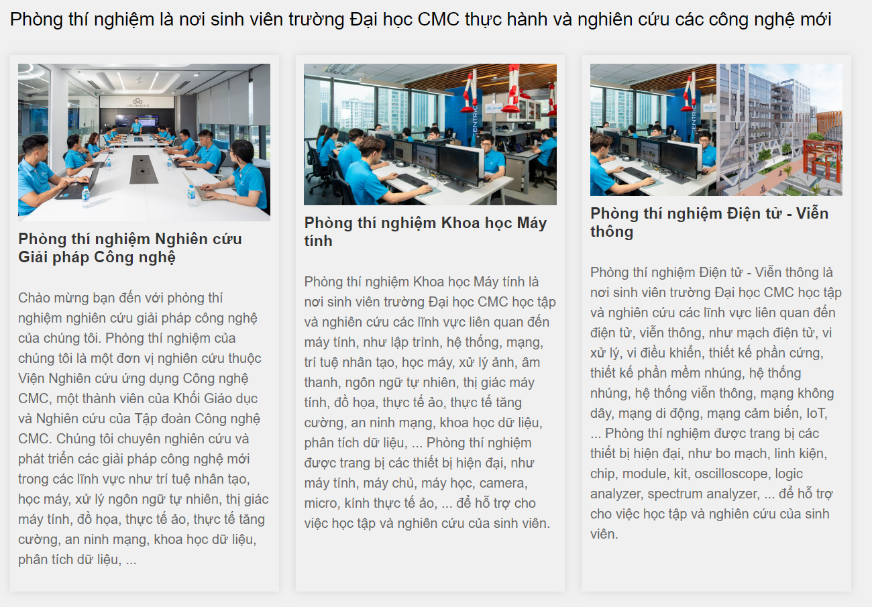 Phòng thí nghiệm là nơi sinh viên trường Đại học CMC thực hành và nghiên cứu các công nghệ mới
Phòng thí nghiệm Nghiên cứu
Giải pháp Công nghệ
Chào mừng bạn đến với phòng thí
nghiệm nghiên cứu giải pháp công nghệ
của chúng tôi. Phòng thí nghiệm của
chúng tôi là một đơn vị nghiên cứu thuộc
Viện Nghiên cứu ứng dụng Công nghệ
CMC, một thành viên của Khối Giáo dục
và Nghiên cứu của Tập đoàn Công nghệ
CMC. Chúng tôi chuyên nghiên cứu và
phát triển các giải pháp công nghệ mới
trong các lĩnh vực như trí tuệ nhân tạo,
học máy, xử lý ngôn ngữ tự nhiên, thị giác
máy tính, đồ họa, thực tế ảo, thực tế tăng
cường, an ninh mạng, khoa học dữ liệu,
phân tích dữ liệu, ...
Phòng thí nghiệm Khoa học Máy
tính
Phòng thí nghiệm Khoa học Máy tính là
nơi sinh viên trường Đại học CMC học tập
và nghiên cứu các lĩnh vực liên quan đến
máy tính, như lập trình, hệ thống, mạng,
trí tuệ nhân tạo, học máy, xử lý ảnh, âm
thanh, ngôn ngữ tự nhiên, thị giác máy
tính, đồ họa, thực tế ảo, thực tế tăng
cường, an ninh mạng, khoa học dữ liệu,
phân tích dữ liệu, ... Phòng thí nghiệm
được trang bị các thiết bị hiện đại, như
máy tính, máy chủ, máy học, camera,
micro, kính thực tế ảo, ... để hỗ trợ cho
việc học tập và nghiên cứu của sinh viên.
Phòng thí nghiệm Điện tử - Viễn
thông
Phòng thí nghiệm Điện tử - Viễn thông là
nơi sinh viên trường Đại học CMC học tập
và nghiên cứu các lĩnh vực liên quan đến
điện tử, viễn thông, như mạch điện tử, vi
xử lý, vi điều khiển, thiết kế phần cứng,
thiết kế phần mềm nhúng, hệ thống
nhúng, hệ thống viễn thông, mạng không
dây, mạng di động, mạng cảm biến, IoT,
... Phòng thí nghiệm được trang bị các
thiết bị hiện đại, như bo mạch, linh kiện,
chip, module, kit, oscilloscope, logic
analyzer, spectrum analyzer, ... để hỗ trợ
cho việc học tập và nghiên cứu của sinh
viên.